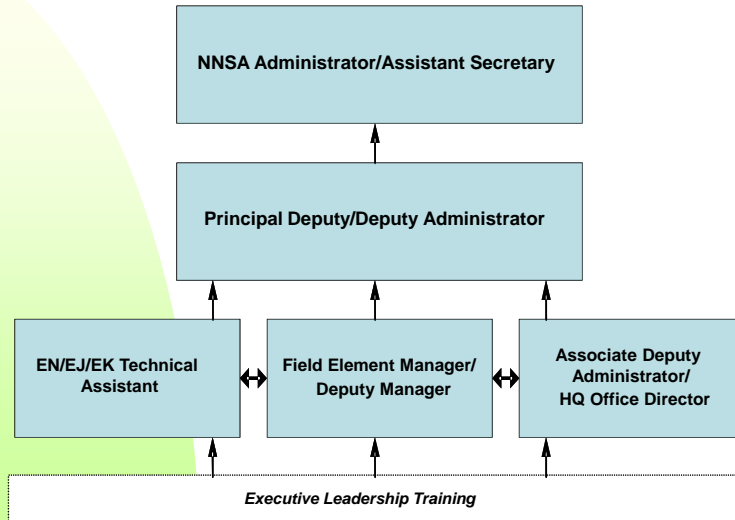 NNSA Administrator/Assistant Secretary
Principal Deputy/Deputy Administrator
EN/EJ/EK Technical
Assistant
Field Element Manager/
Deputy Manager
Associate Deputy
Administrator/
HQ Office Director
Executive Leadership Training